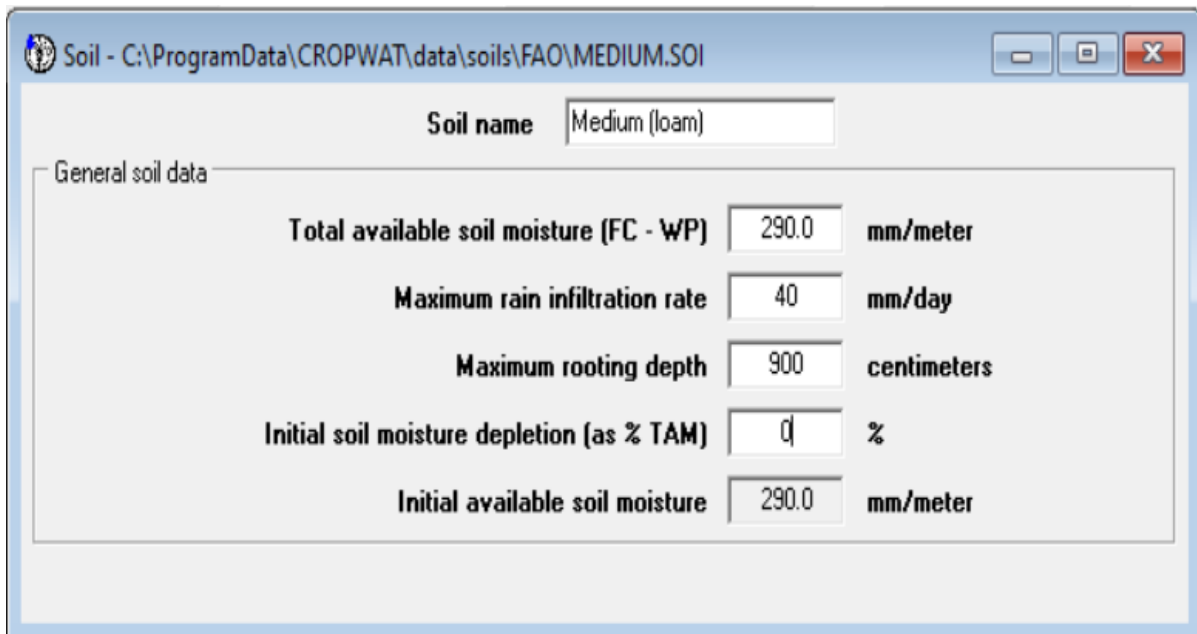 Soil - C:\ProgramData\CROPWAT\data\soils\FAO\MEDIUM.SOI
Soil name Medium (loam)
General soil data
Total available soil moisture (FC - WP) 290.0 mm/meter
Maximum rain infiltration rate 40 mm/day
Maximum rooting depth 900 centimeters
Initial soil moisture depletion (as % TAM) 0 %
Initial available soil moisture 290.0 mm/meter